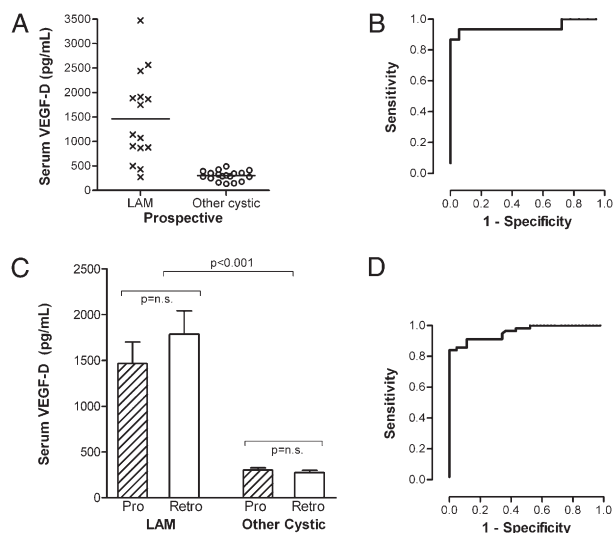 A
Serum VEGF-D (pg/mL)
3500
3000
2500
2000
1500
1000
500
0
LAM
Other cystic
Prospective
B
Sensitivity
1.0
0.8
0.6
0.4
0.2
0.0
0.0 0.2 0.4 0.6 0.8 1.0
1 - Specificity
C
Serum VEGF-D (pg/mL)
2500
2000
1500
1000
500
0
p<0.001
p=n.s.
p=n.s.
Pro Retro Pro Retro
LAM Other Cystic
D
Sensitivity
1.0
0.8
0.6
0.4
0.2
0.0
0.0 0.2 0.4 0.6 0.8 1.0
1 - Specificity